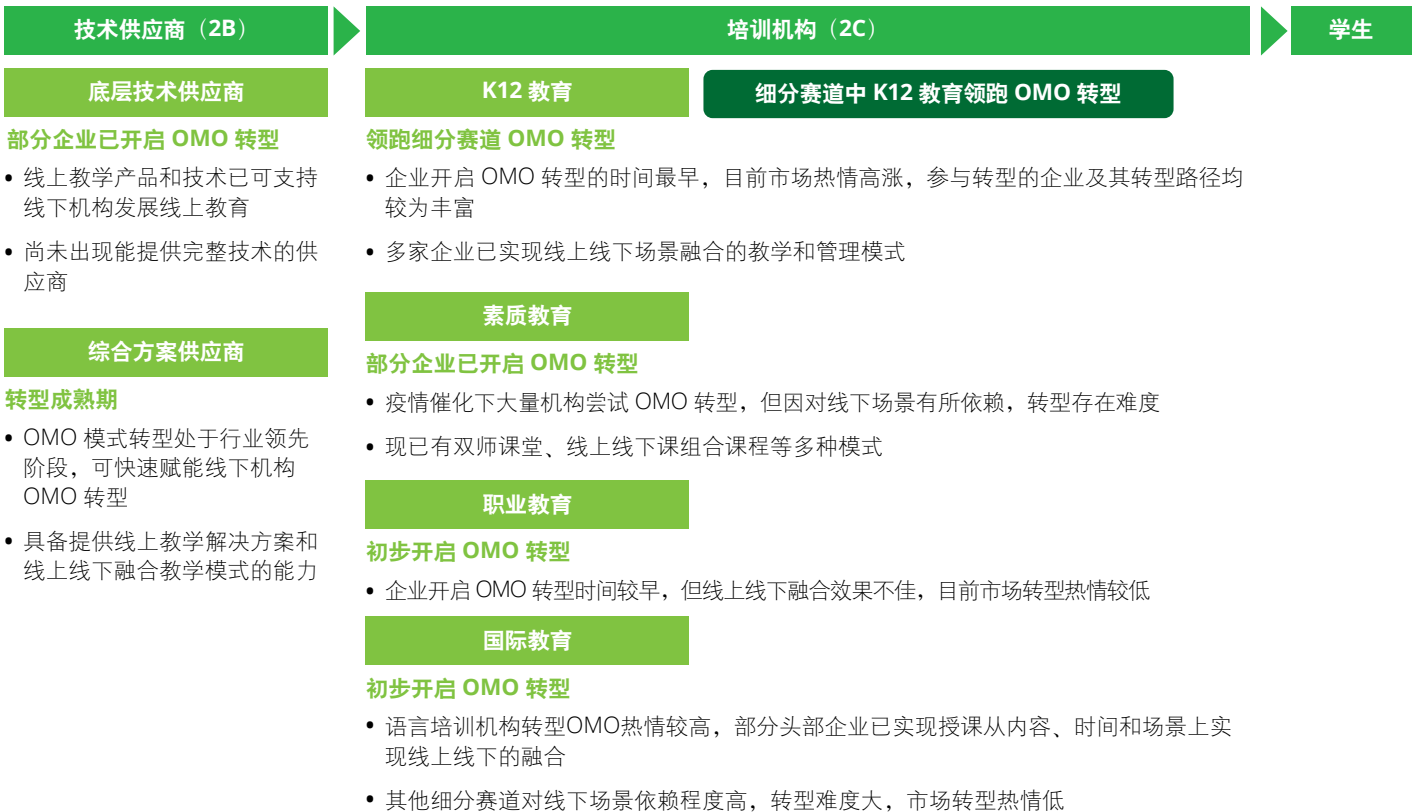 技术供应商（2B）
培训机构（2C）
学生
底层技术供应商
部分企业已开启 OMO 转型
• 线上教学产品和技术已可支持
线下机构发展线上教育
• 尚未出现能提供完整技术的供
应商
综合方案供应商
转型成熟期
• OMO 模式转型处于行业领先
阶段，可快速赋能线下机构
OMO 转型
• 具备提供线上教学解决方案和
线上线下融合教学模式的能力
K12 教育
细分赛道中 K12 教育领跑 OMO 转型
领跑细分赛道 OMO 转型
• 企业开启 OMO 转型的时间最早，目前市场热情高涨，参与转型的企业及其转型路径均
较为丰富
• 多家企业已实现线上线下场景融合的教学和管理模式
素质教育
部分企业已开启 OMO 转型
• 疫情催化下大量机构尝试 OMO 转型，但因对线下场景有所依赖，转型存在难度
• 现已有双师课堂、线上线下课组合课程等多种模式
职业教育
初步开启 OMO 转型
• 企业开启 OMO 转型时间较早，但线上线下融合效果不佳，目前市场转型热情较低
国际教育
初步开启 OMO 转型
• 语言培训机构转型OMO热情较高，部分头部企业已实现授课从内容、时间和场景上实
现线上线下的融合
• 其他细分赛道对线下场景依赖程度高，转型难度大，市场转型热情低